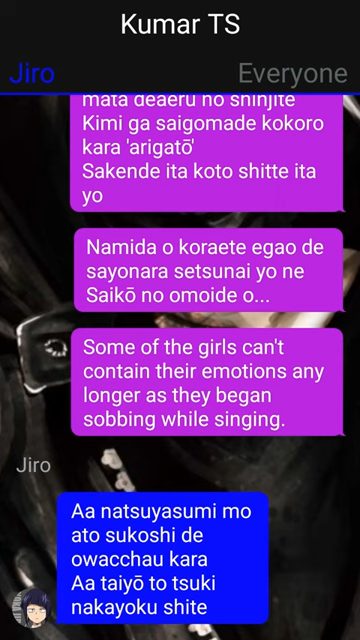 Kumar TS
Jiro
Everyone
mata deaeru no shinjite
Kimi ga saigomade kokoro
kara 'arigatō'
Sakende ita koto shitte ita
yo
Namida o koraete egao de
sayonara setsunai yo ne
Saikō no omoide o...
Some of the girls can't
contain their emotions any
longer as they began
sobbing while singing.
Jiro
Aa natsuyasumi mo
ato sukoshi de
owacchau kara
Aa taiyō to tsuki
nakayoku shite